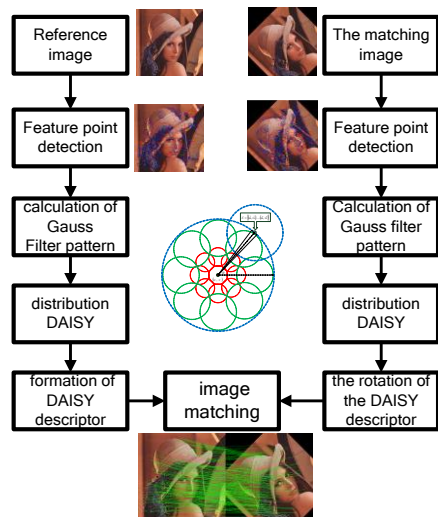 Reference
image
The matching
image
Feature point
detection
Feature point
detection
calculation of
Gauss
Filter pattern
Calculation of
Gauss filter
pattern
distribution
DAISY
distribution
DAISY
formation of
DAISY
descriptor
image
matching
the rotation of
the DAISY
descriptor